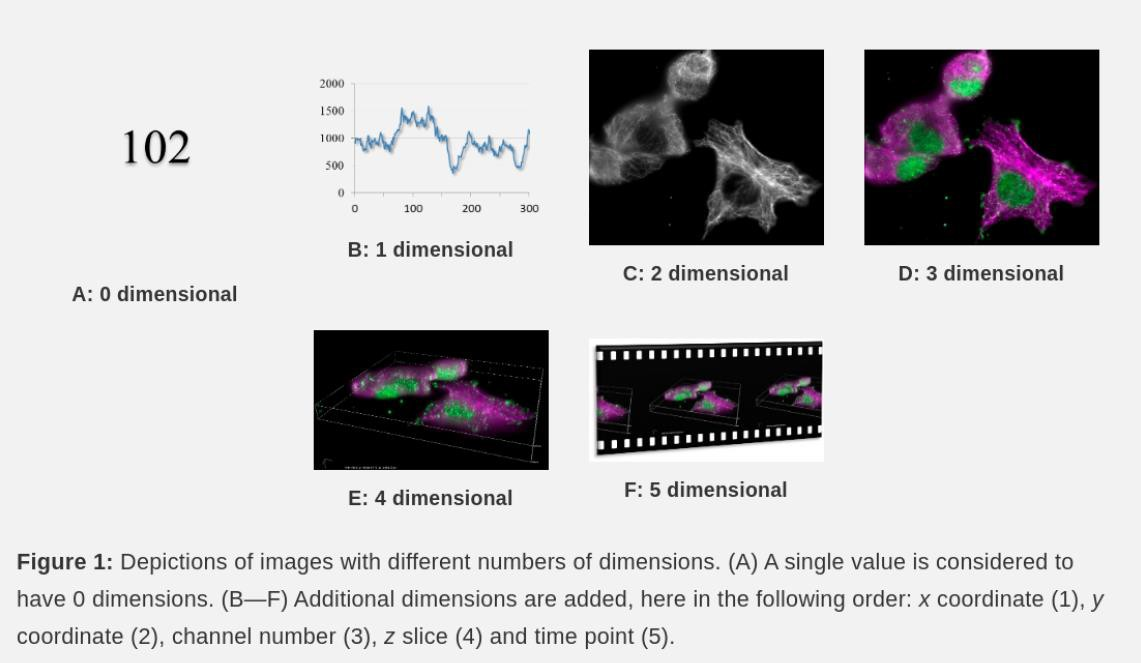 102
2000
1500
1000
500
0
0 100 200 300
B: 1 dimensional
C: 2 dimensional
D: 3 dimensional
A: 0 dimensional
E: 4 dimensional
F: 5 dimensional
Figure 1: Depictions of images with different numbers of dimensions. (A) A single value is considered to
have 0 dimensions. (B—F) Additional dimensions are added, here in the following order: x coordinate (1), y
coordinate (2), channel number (3), z slice (4) and time point (5).